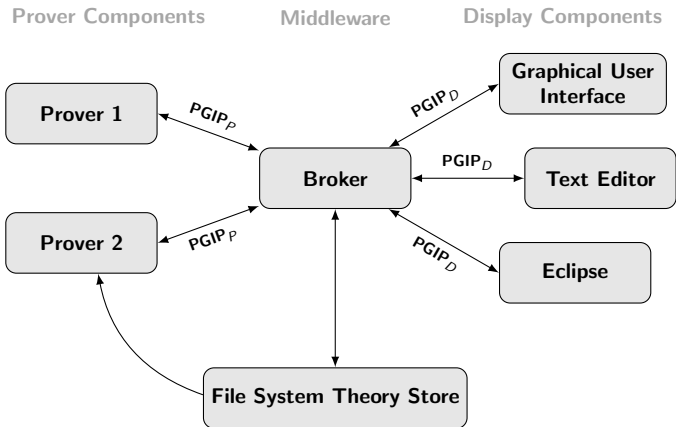 Prover Components
Middleware
Display Components
Prover 1
PGIP_P
PGIP_D
Graphical User
Interface
Broker
PGIP_D
Text Editor
Prover 2
PGIP_P
PGIP_D
Eclipse
File System Theory Store